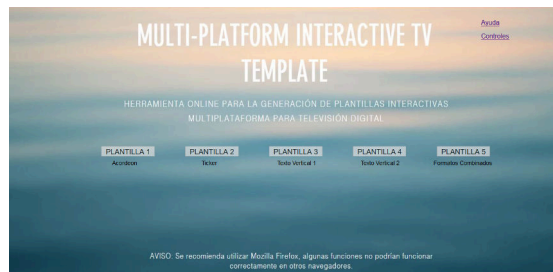 MULTI-PLATFORM INTERACTIVE TV
TEMPLATE
Ayuda
Controles
HERRAMIENTA ONLINE PARA LA GENERACIÓN DE PLANTILLAS INTERACTIVAS
MULTIPLATAFORMA PARA TELEVISIÓN DIGITAL
PLANTILLA 1
Acordeon
PLANTILLA 2
Ticker
PLANTILLA 3
Texto Vertical 1
PLANTILLA 4
Texto Vertical 2
PLANTILLA 5
Formatos Combinados
AVISO: Se recomienda utilizar Mozilla Firefox, algunas funciones no podrían funcionar
correctamente en otros navegadores.